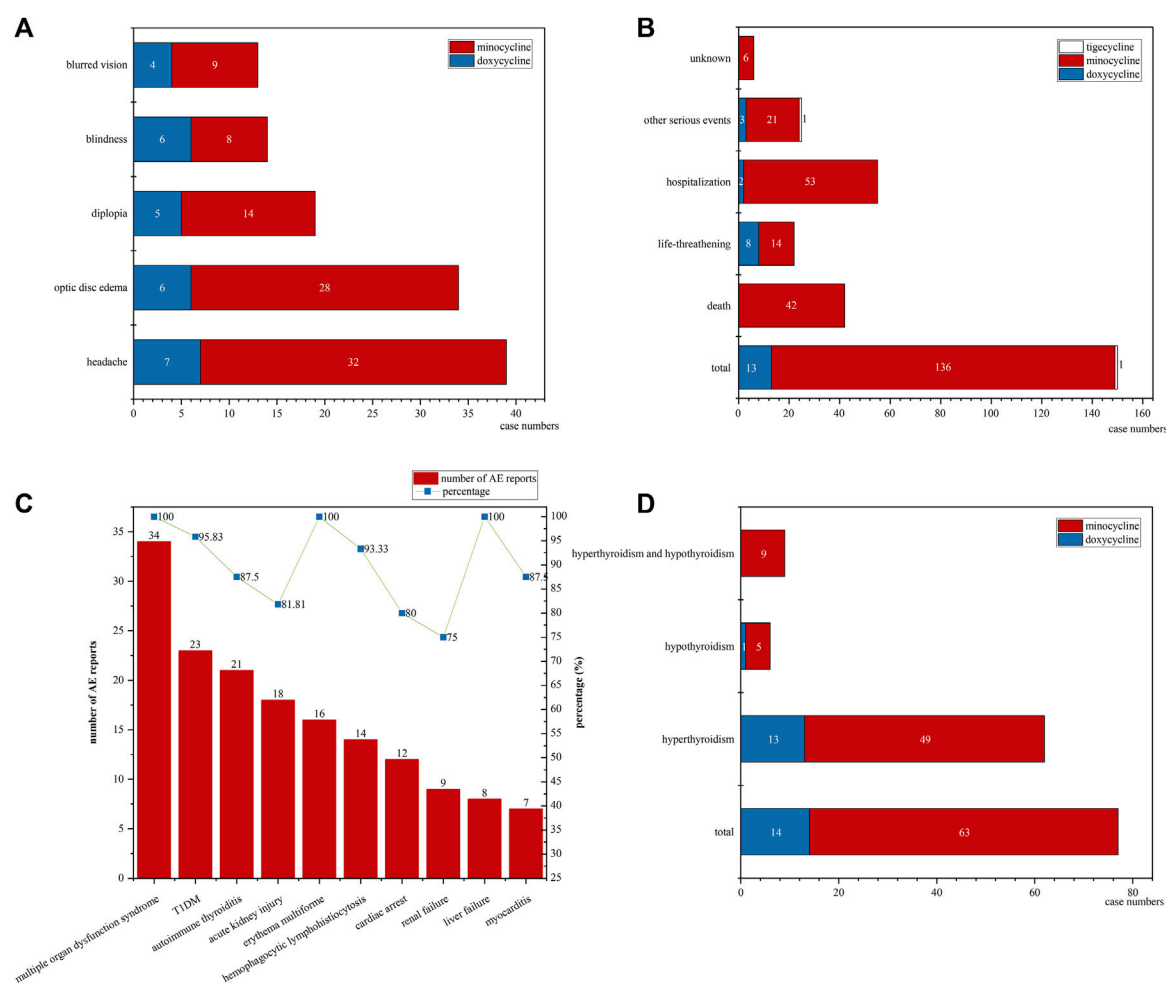 A
minocycline
doxycycline
blurred vision
4
9
blindness
6
8
diplopia
5
14
optic disc edema
6
28
headache
7
32
0 5 10 15 20 25 30 35 40
case numbers
B
tigecycline
minocycline
doxycycline
unknown
6
other serious events
3
21
1
hospitalization
2
53
life-threathening
8
14
death
42
total
13
136
1
0 20 40 60 80 100 120 140 160
case numbers
C
number of AE reports
percentage
number of AE reports
35
30
25
20
15
10
5
0
100
95.83
87.5
81.81
100
93.33
80
75
100
87.5
34
23
21
18
16
14
12
9
8
7
100
95
90
85
80
75
70
65
60
55
50
45
40
35
30
25
percentage (%)
multiple organ dysfunction syndrome
T1DM
autoimmune thyroiditis
acute kidney injury
erythema multiforme
hemophagocytic lymphohistiocytosis
cardiac arrest
renal failure
liver failure
myocarditis
D
minocycline
doxycycline
hyperthyroidism and hypothyroidism
9
hypothyroidism
1
5
hyperthyroidism
13
49
total
14
63
0 20 40 60 80
case numbers